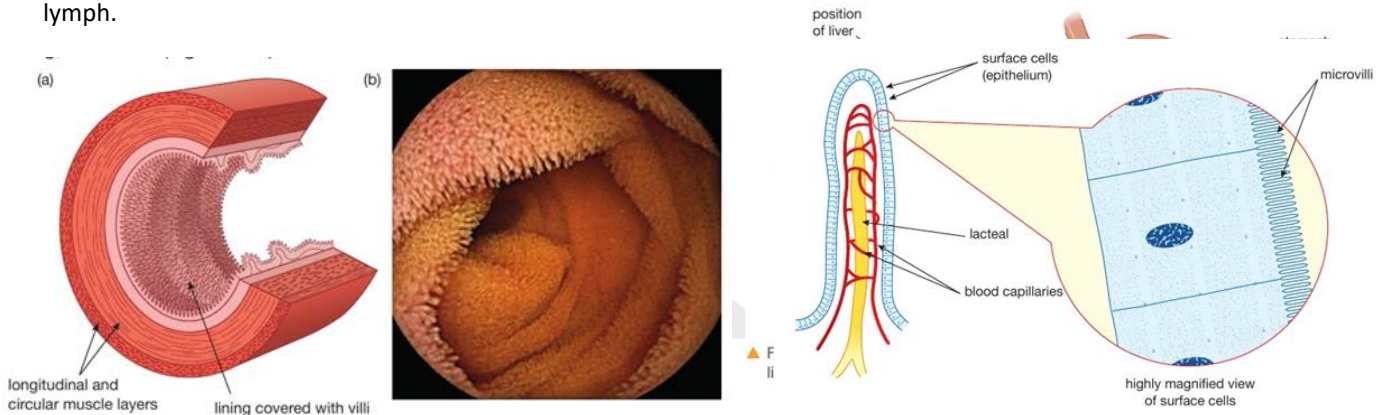 lymph.
(a)
(b)
longitudinal and
circular muscle layers
lining covered with villi
position
of liver
surface cells
(epithelium)
microvilli
lacteal
blood capillaries
highly magnified view
of surface cells